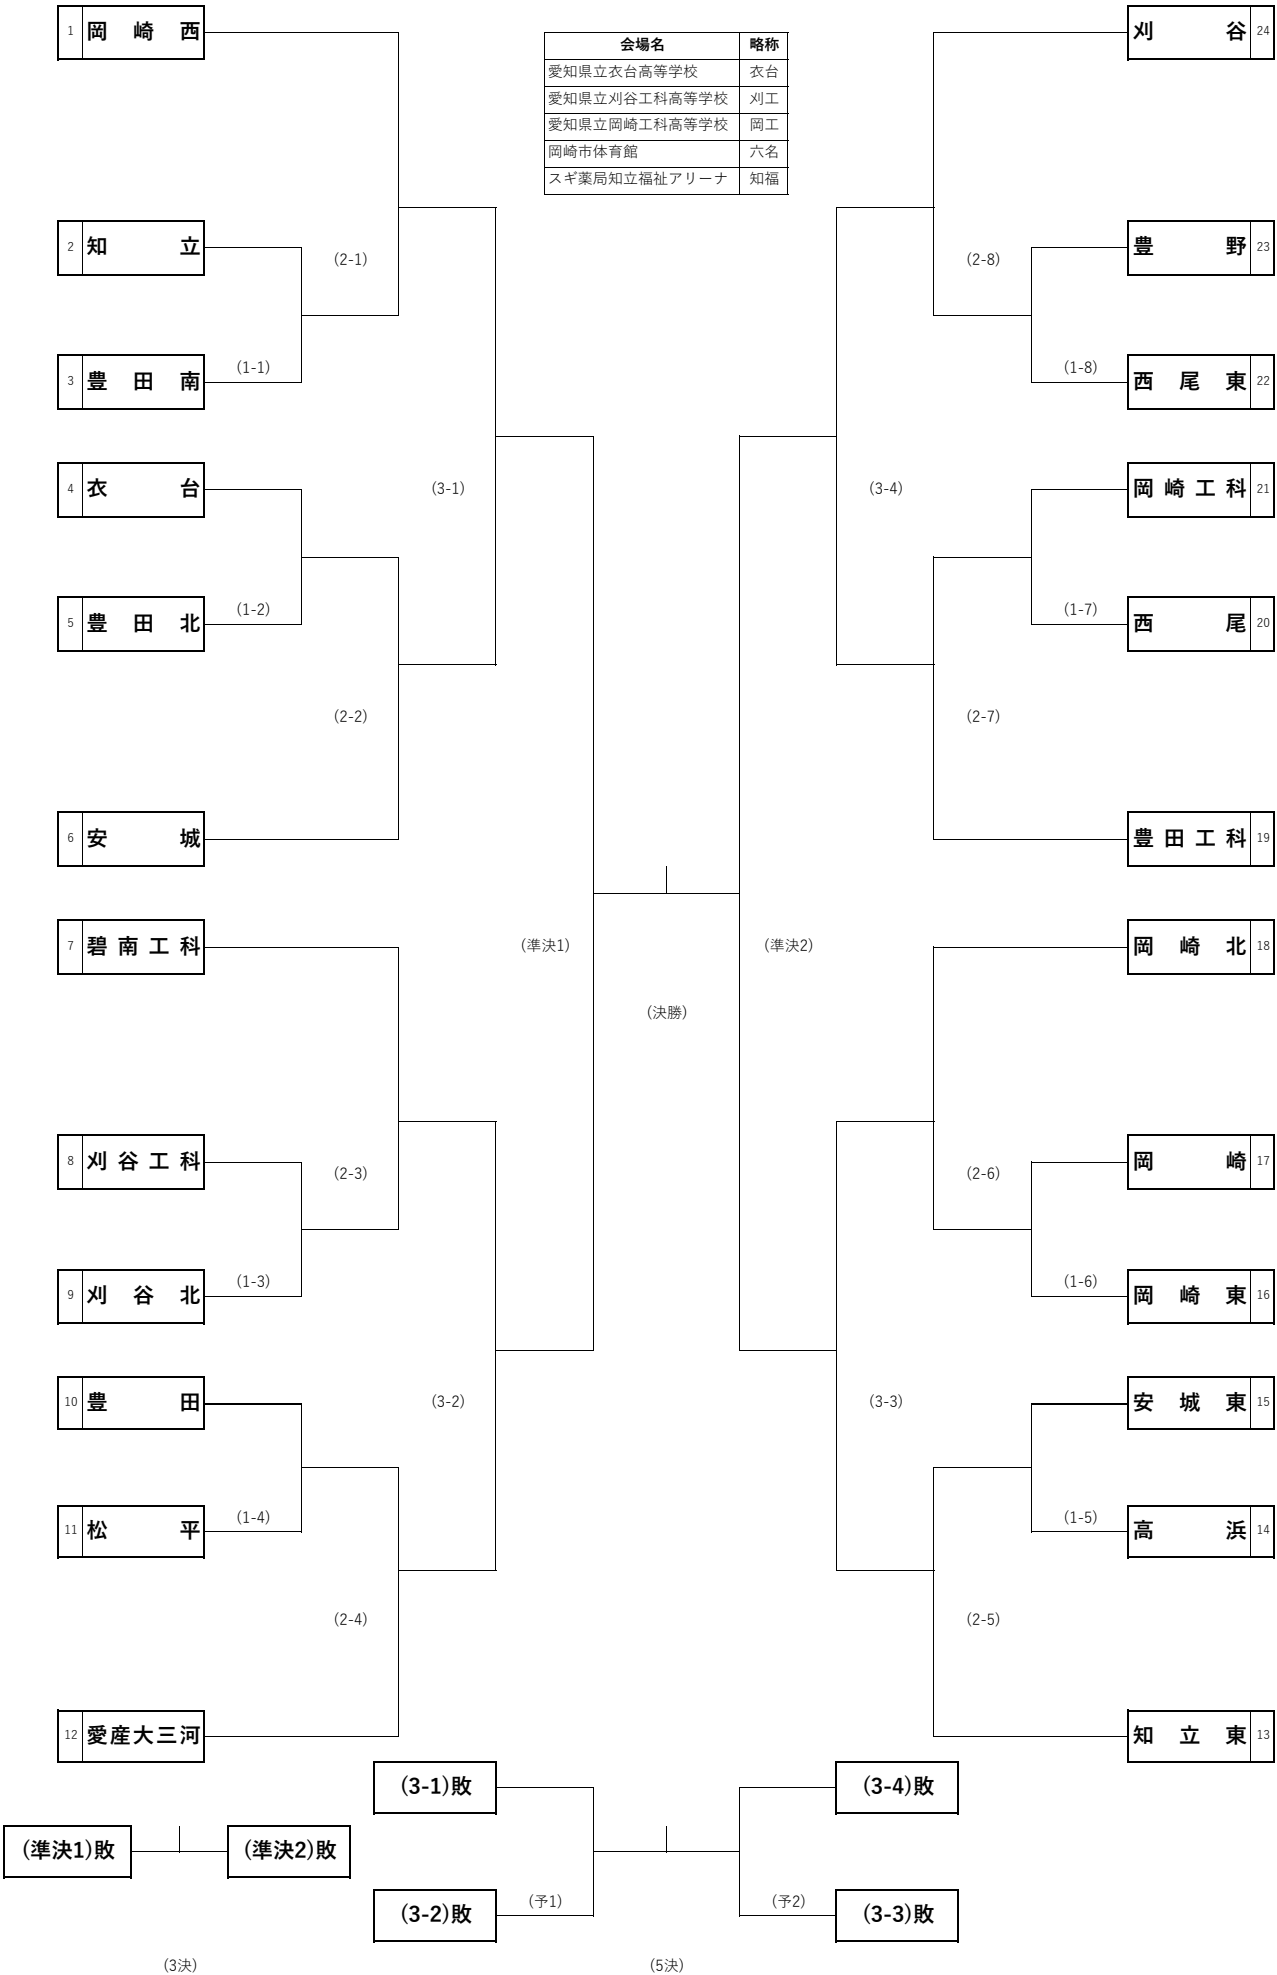 1 岡崎西
会場名 略称
愛知県立衣台高等学校 衣台
愛知県立刈谷工科高等学校 刈工
愛知県立岡崎工科高等学校 岡工
岡崎市体育館 六名
スギ薬局知立福祉アリーナ 知福
刈谷 24
2 知立
(2-1)
(2-8)
豊野 23
3 豊田南
(1-1)
(1-8)
西尾東 22
4 衣台
(3-1)
(3-4)
岡崎工科 21
5 豊田北
(1-2)
(1-7)
西尾 20
(2-2)
(2-7)
6 安城
豊田工科 19
7 碧南工科
(準決1)
(準決2)
岡崎北 18
(決勝)
8 刈谷工科
(2-3)
(2-6)
岡崎 17
9 刈谷北
(1-3)
(1-6)
岡崎東 16
10 豊田
(3-2)
(3-3)
安城東 15
11 松平
(1-4)
(1-5)
高浜 14
(2-4)
(2-5)
12 愛産大三河
知立東 13
(3-1)敗
(3-4)敗
(準決1)敗
(準決2)敗
(3-2)敗
(予1)
(予2)
(3-3)敗
(3決)
(5決)